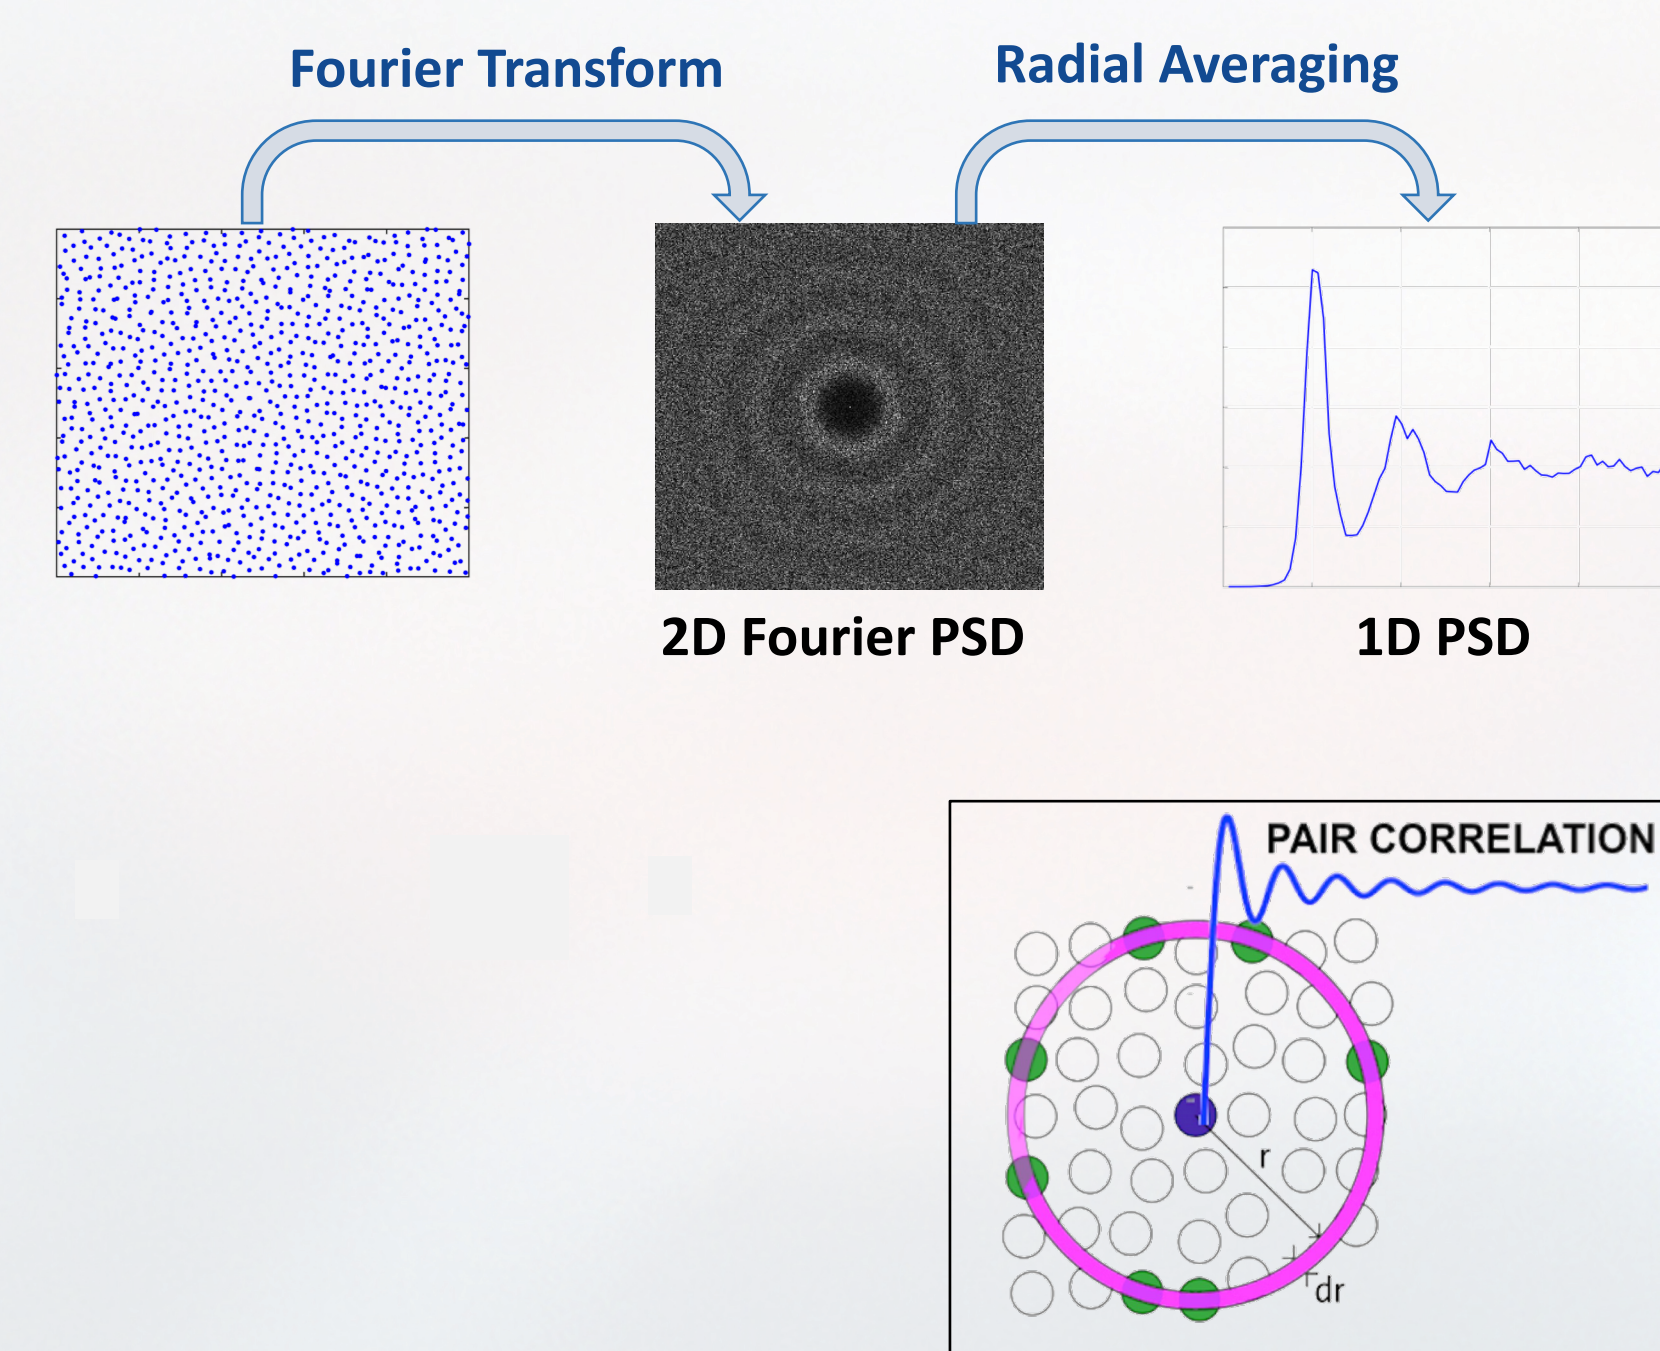 Fourier Transform
Radial Averaging
2D Fourier PSD
1D PSD
PAIR CORRELATION
r
dr